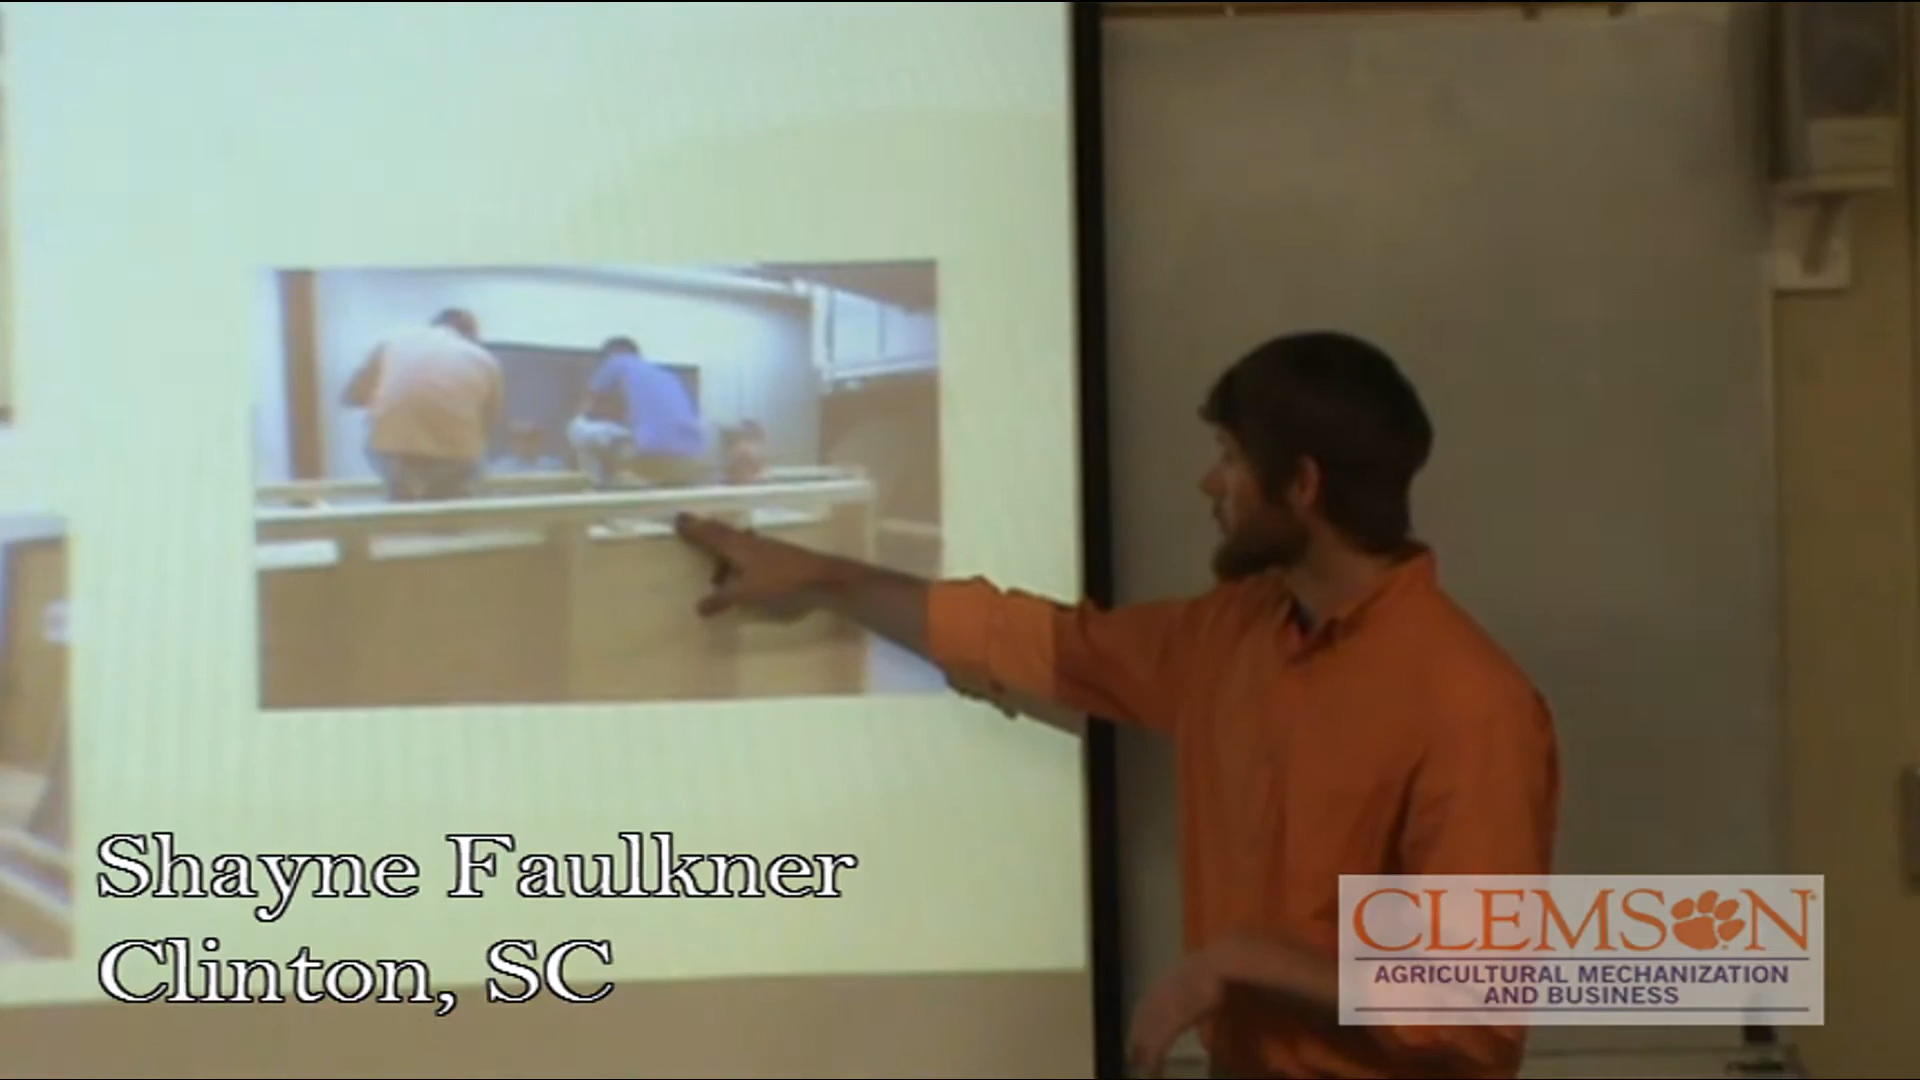 Shayne Faulkner
Clinton, SC
CLEMSON
AGRICULTURAL MECHANIZATION
AND BUSINESS